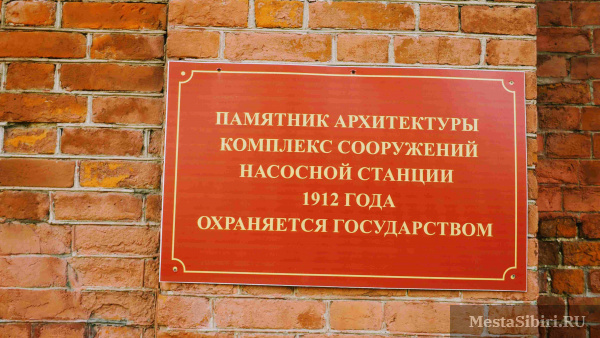 ПАМЯТНИК АРХИТЕКТУРЫ
КОМПЛЕКС СООРУЖЕНИЙ
НАСОСНОЙ СТАНЦИИ
1912 ГОДА
ОХРАНЯЕТСЯ ГОСУДАРСТВОМ
MestaSibiri.RU